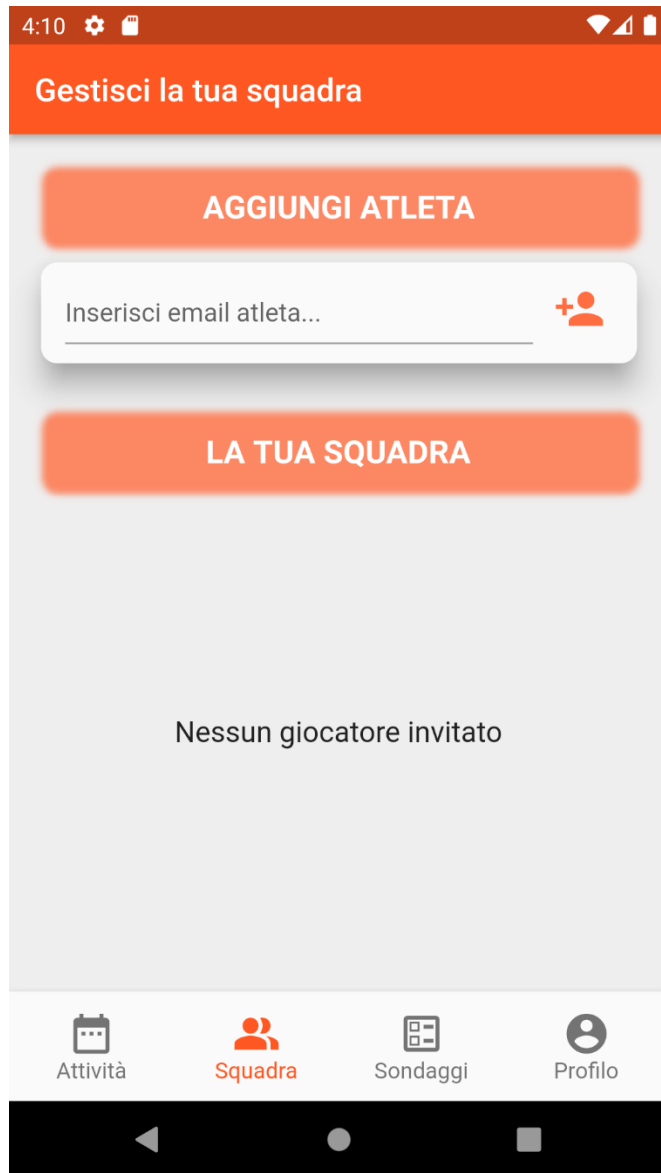 4:10
Gestisci la tua squadra
AGGIUNGI ATLETA
Inserisci email atleta...
LA TUA SQUADRA
Nessun giocatore invitato
Attività Squadra Sondaggi Profilo